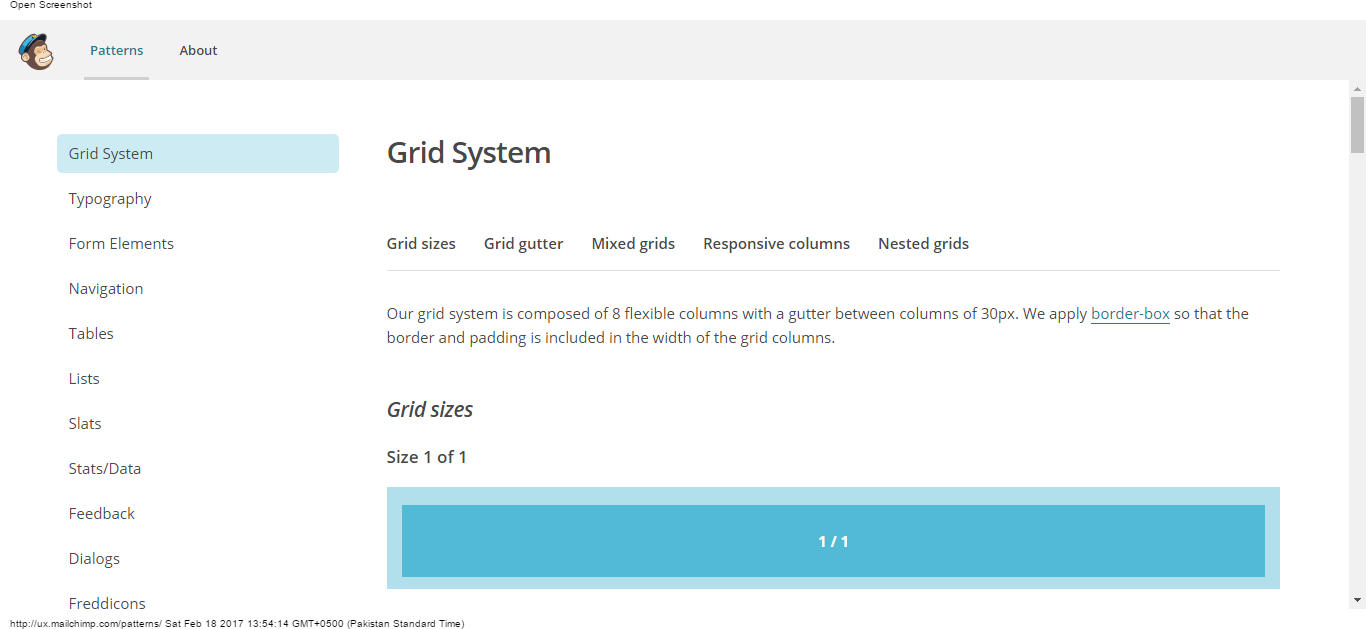 Open Screenshot
Patterns About
Grid System
Typography
Form Elements
Navigation
Tables
Lists
Slats
Stats/Data
Feedback
Dialogs
Freddicons
Grid System
Grid sizes Grid gutter Mixed grids Responsive columns Nested grids
Our grid system is composed of 8 flexible columns with a gutter between columns of 30px. We apply border-box so that the
border and padding is included in the width of the grid columns.
Grid sizes
Size 1 of 1
1 / 1
http://ux.mailchimp.com/patterns/ Sat Feb 18 2017 13:54:14 GMT+0500 (Pakistan Standard Time)